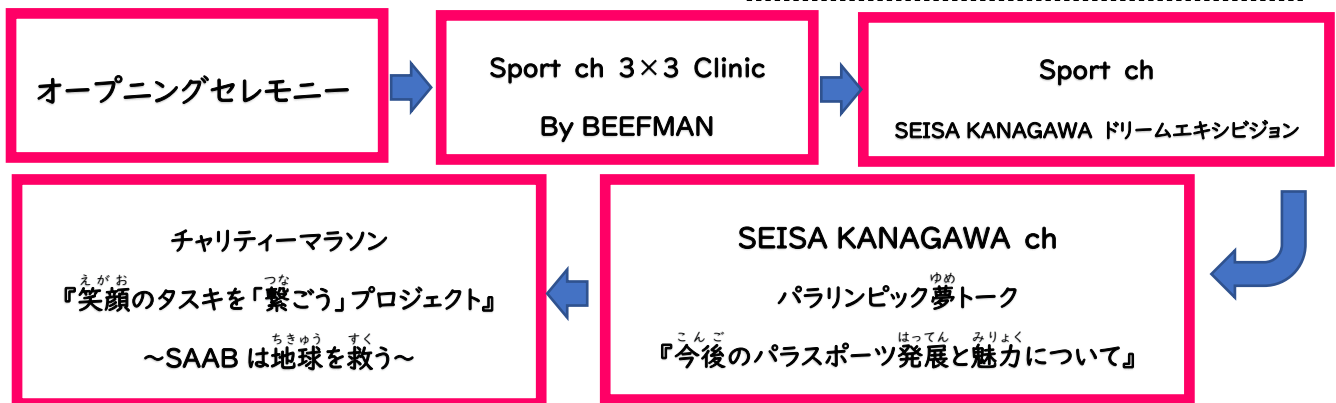 オープニングセレモニー
Sport ch 3×3 Clinic
By BEEFMAN
Sport ch
SEISA KANAGAWA ドリームエキシビジョン
SEISA KANAGAWA ch
ゆめ
パラリンピック夢トーク
こんご はってん みりょく
『今後のパラスポーツ発展と魅力について』
チャリティーマラソン
えがお つな
『笑顔のタスキを「繋ごう」プロジェクト』
ちきゅう すく
~SAABは地球を救う~